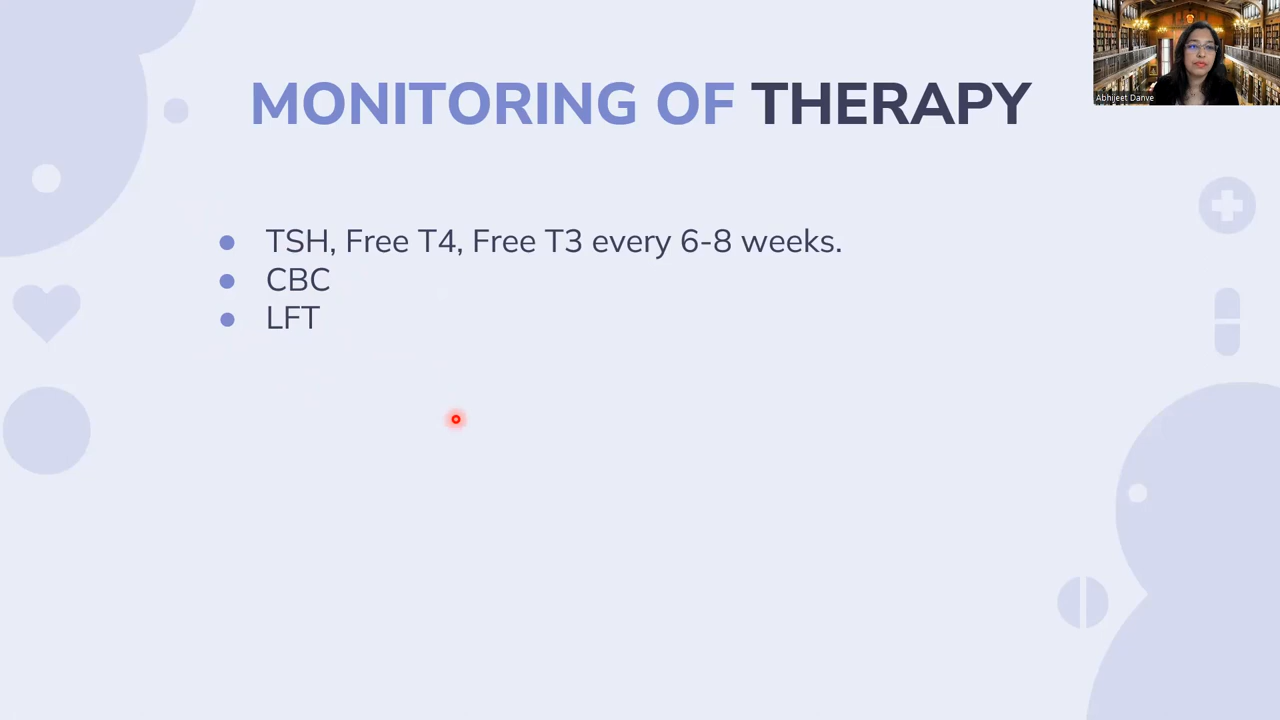 MONITORING OF THERAPY
TSH, Free T4, Free T3 every 6-8 weeks.
CBC
LFT
Abhijeet Danve